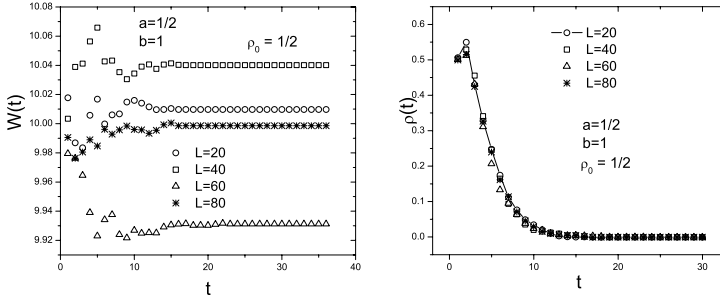 10.08
10.06
10.04
10.02
10.00
9.98
9.96
9.94
9.92
W(t)
a=1/2
b=1
ρ0 = 1/2
L=20
L=40
L=60
L=80
0 10 20 30 40
t
0.6
0.5
0.4
0.3
0.2
0.1
0.0
ρ(t)
L=20
L=40
L=60
L=80
a=1/2
b=1
ρ0 = 1/2
0 10 20 30
t